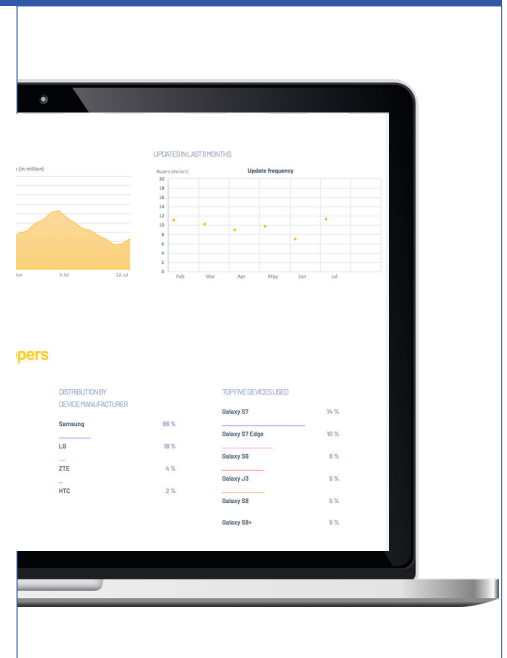 UPDATES IN LAST 6 MONTHS
(in million)
#users (million)
Update frequency
20
18
16
14
12
10
8
6
4
2
0
Feb Mar Apr May Jun Jul
5 Jul 12 Jul
DISTRIBUTION BY
DEVICE MANUFACTURER
Samsung 66 %
LG 18 %
ZTE 4 %
HTC 2 %
TOP FIVE DEVICES USED
Galaxy S7 14 %
Galaxy S7 Edge 10 %
Galaxy S6 8 %
Galaxy J3 5 %
Galaxy S8 5 %
Galaxy S8+ 5 %